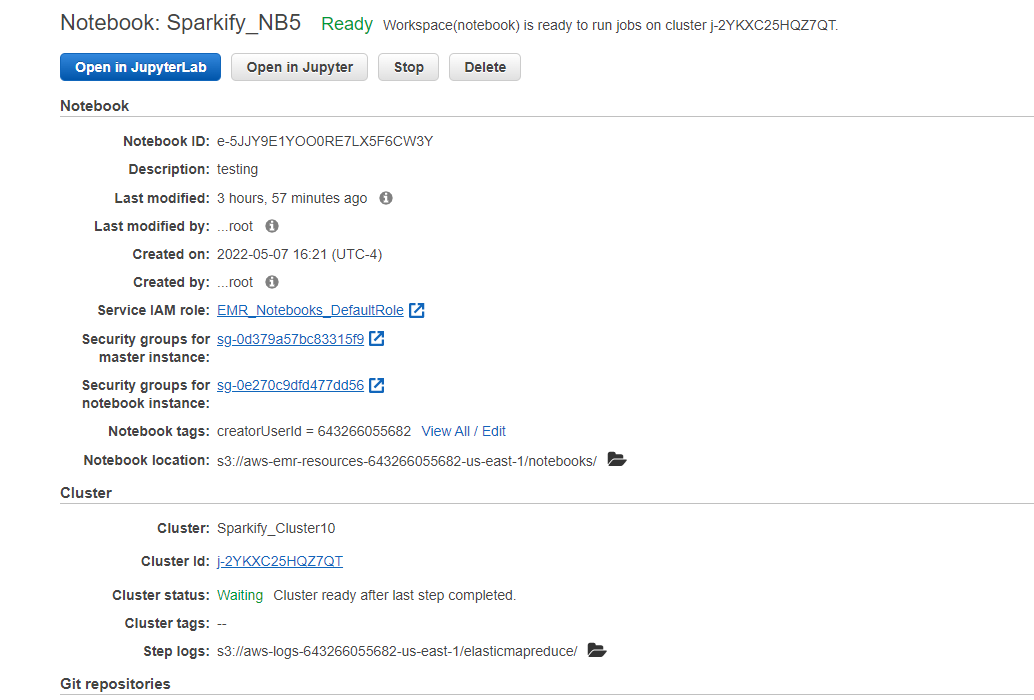 Notebook: Sparkify_NB5 Ready Workspace(notebook) is ready to run jobs on cluster j-2YKXC25HQZ7QT.
Open in JupyterLab Open in Jupyter Stop Delete
Notebook
Notebook ID: e-5JJY9E1YOO0RE7LX5F6CW3Y
Description: testing
Last modified: 3 hours, 57 minutes ago
Last modified by: ...root
Created on: 2022-05-07 16:21 (UTC-4)
Created by: ...root
Service IAM role: EMR_Notebooks_DefaultRole
Security groups for master instance: sg-0d379a57bc83315f9
Security groups for notebook instance: sg-0e270c9dfd477dd56
Notebook tags: creatorUserId = 643266055682 View All / Edit
Notebook location: s3://aws-emr-resources-643266055682-us-east-1/notebooks/
Cluster
Cluster: Sparkify_Cluster10
Cluster Id: j-2YKXC25HQZ7QT
Cluster status: Waiting Cluster ready after last step completed.
Cluster tags: --
Step logs: s3://aws-logs-643266055682-us-east-1/elasticmapreduce/
Git repositories